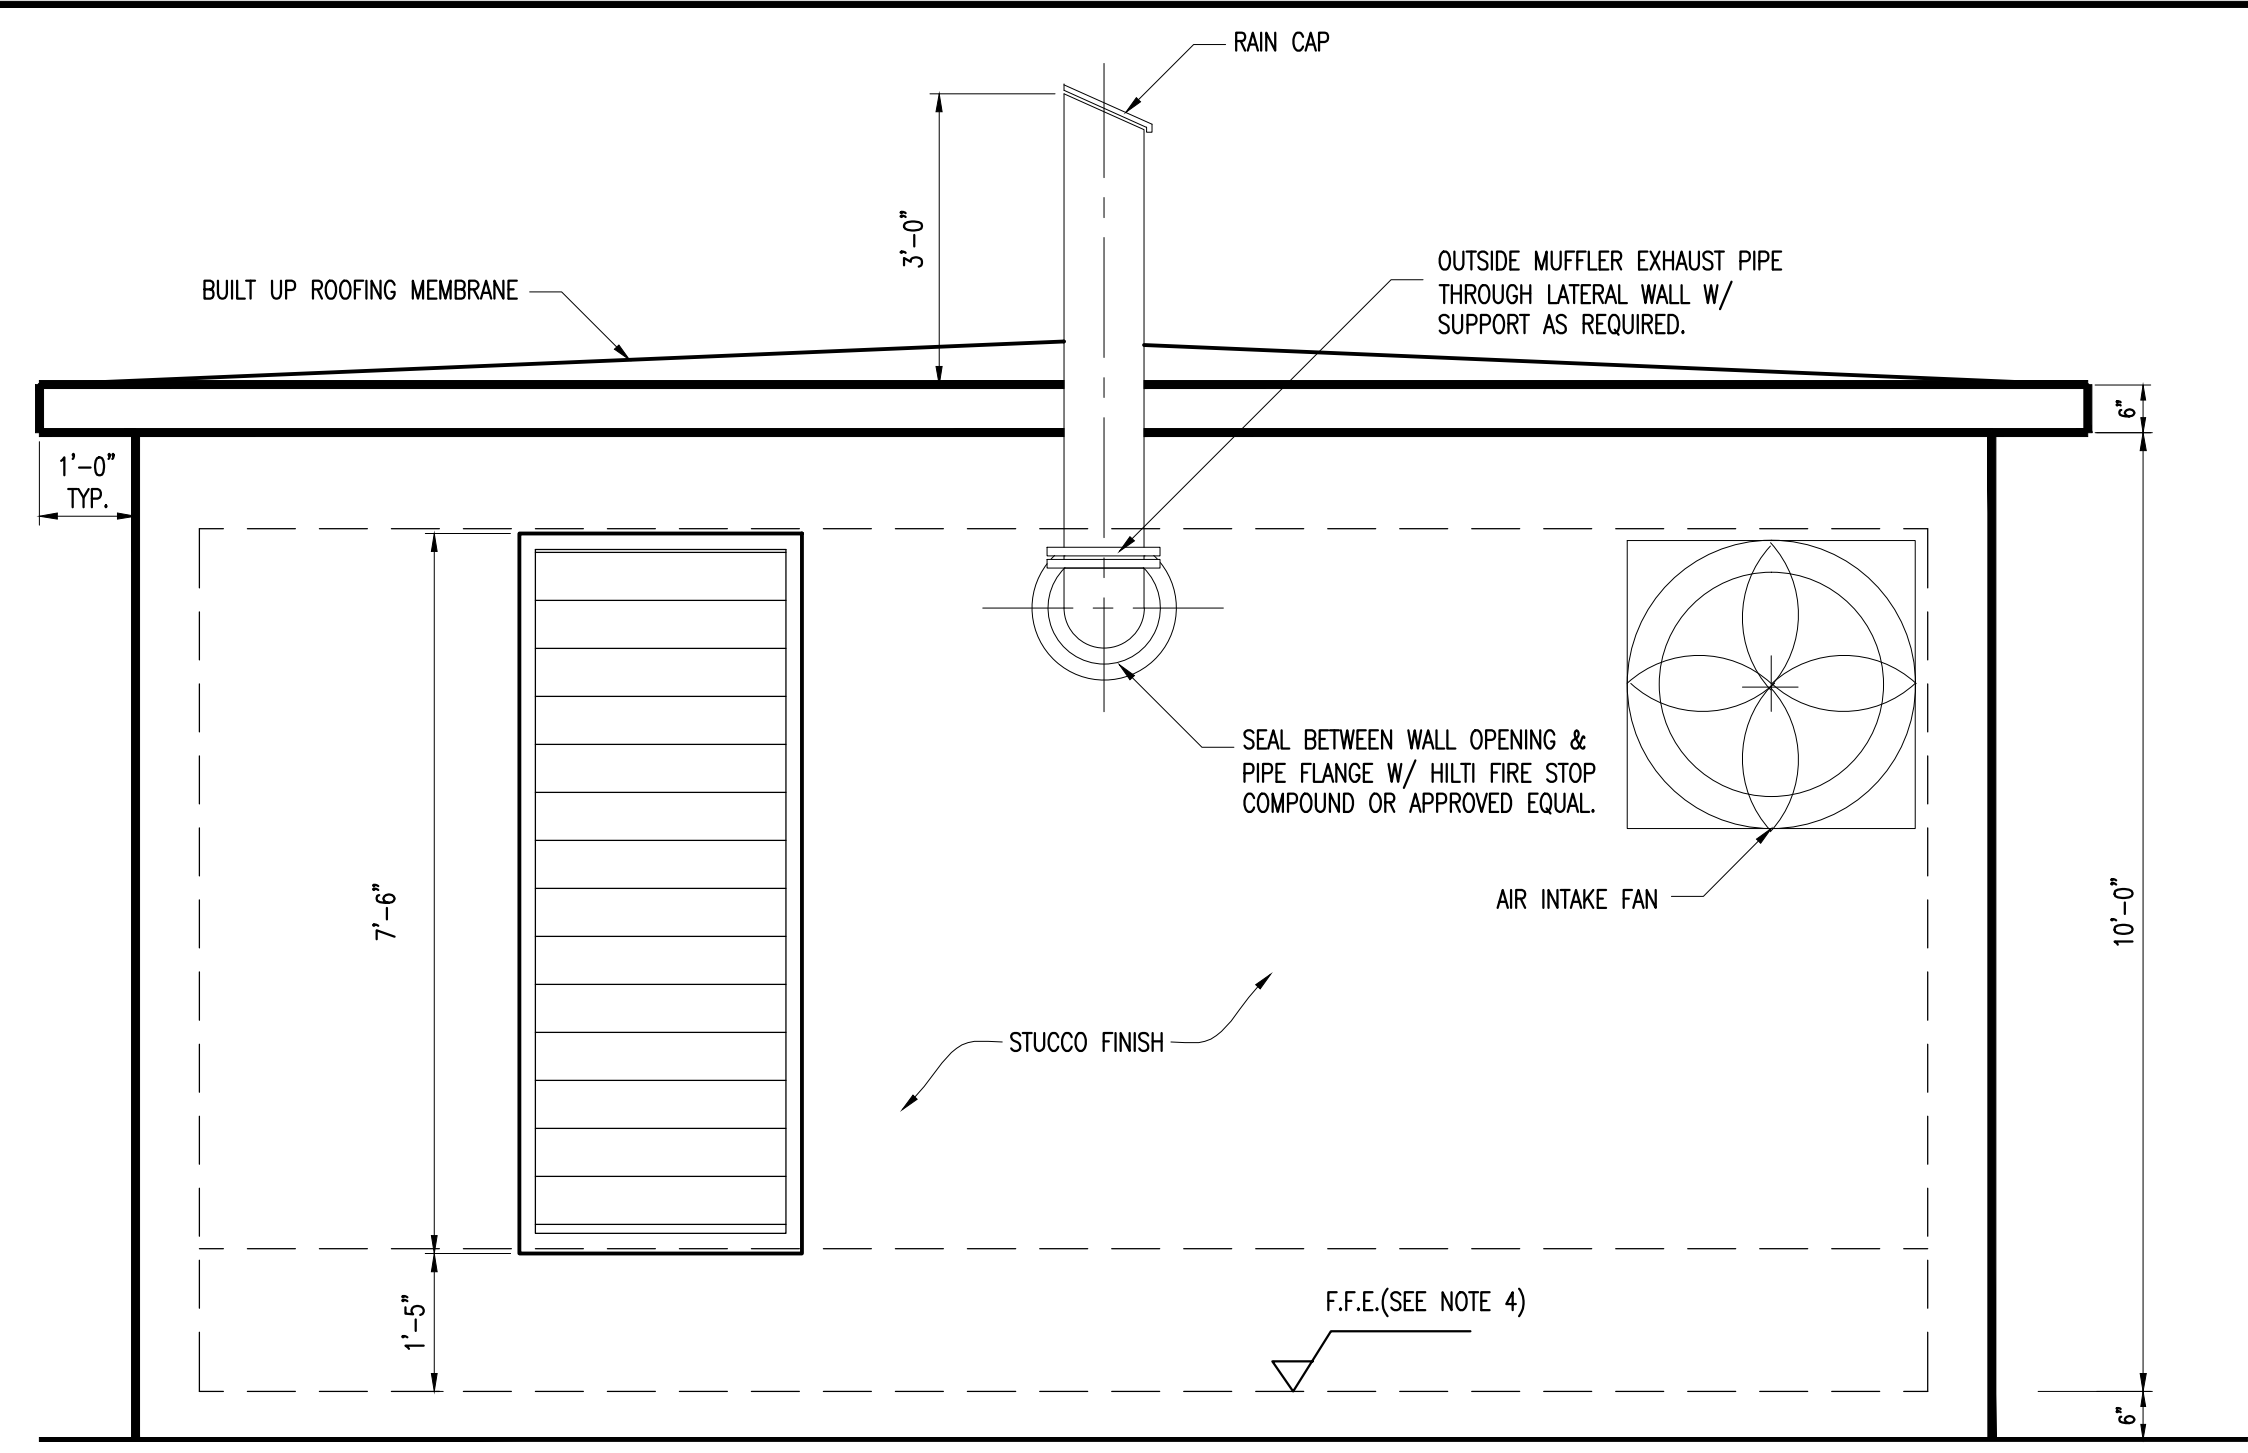 RAIN CAP
3'-0"
OUTSIDE MUFFLER EXHAUST PIPE
THROUGH LATERAL WALL W/
SUPPORT AS REQUIRED.
BUILT UP ROOFING MEMBRANE
6"
1'-0"
TYP.
SEAL BETWEEN WALL OPENING &
PIPE FLANGE W/ HILTI FIRE STOP
COMPOUND OR APPROVED EQUAL.
7'-6"
AIR INTAKE FAN
10'-0"
STUCCO FINISH
1'-5"
F.F.E.(SEE NOTE 4)
6"